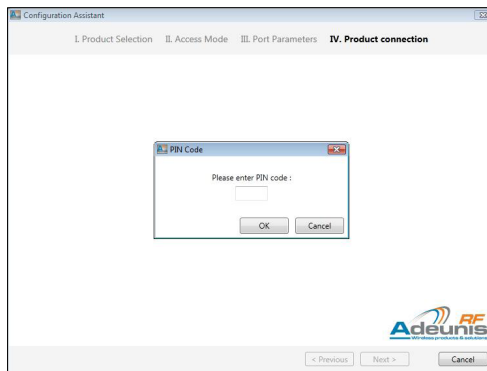 Configuration Assistant
I. Product Selection II. Access Mode III. Port Parameters IV. Product connection
PIN Code
Please enter PIN code :
OK Cancel
Adeunis RF
Wireless products & solutions
< Previous Next > Cancel